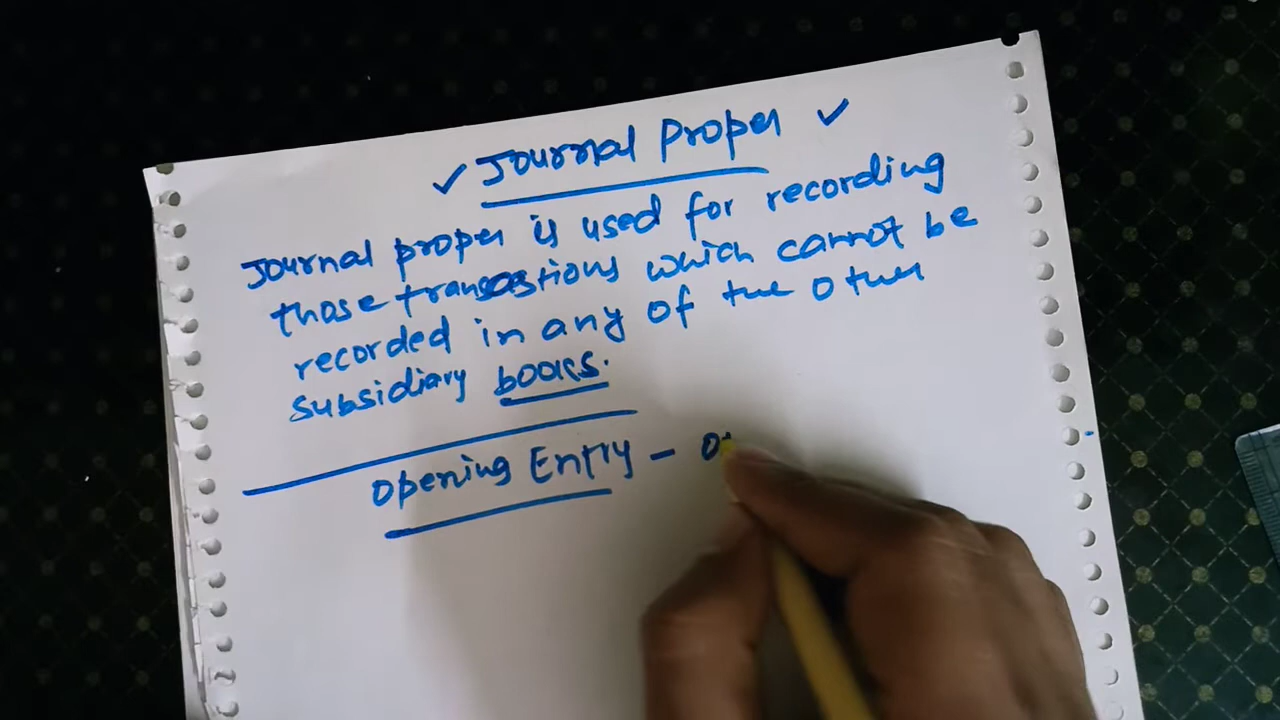 Journal Proper
Journal proper is used for recording
those transactions which cannot be
recorded in any of the other
subsidiary books.
Opening Entry -